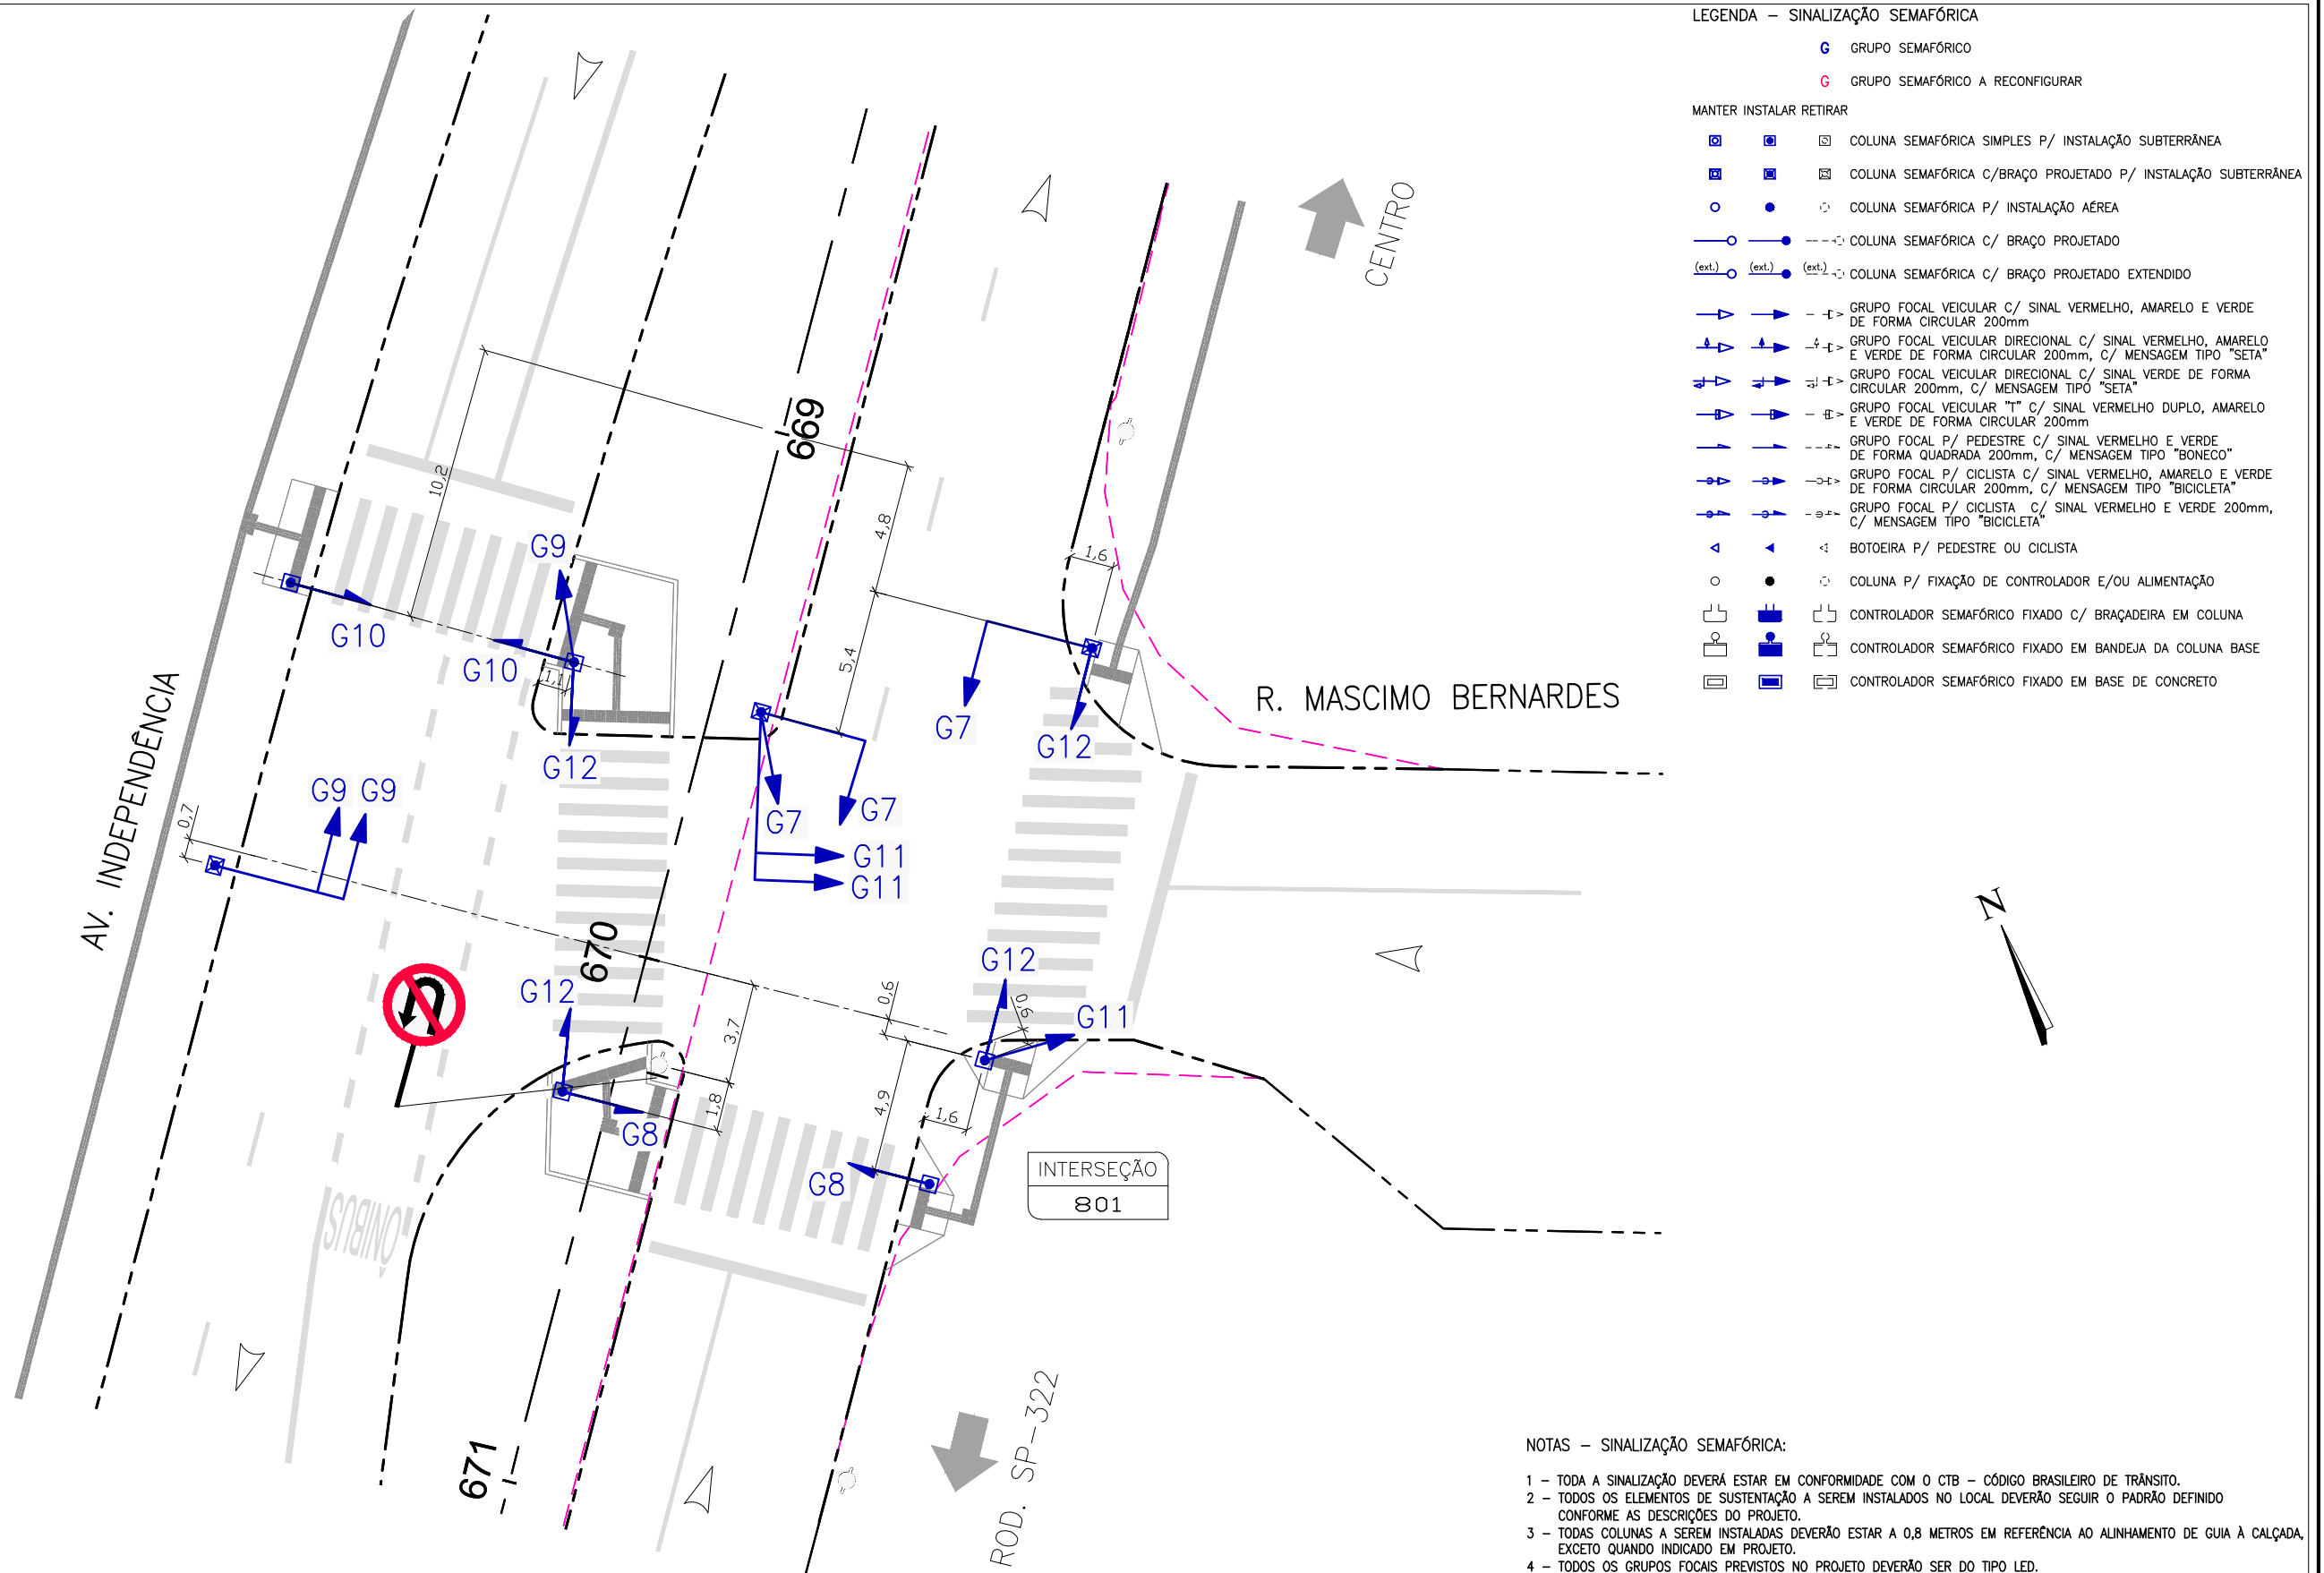 LEGENDA – SINALIZAÇÃO SEMAFÓRICA
G GRUPO SEMAFÓRICO
G GRUPO SEMAFÓRICO A RECONFIGURAR
MANTER INSTALAR RETIRAR
COLUNA SEMAFÓRICA SIMPLES P/ INSTALAÇÃO SUBTERRÂNEA
COLUNA SEMAFÓRICA C/BRAÇO PROJETADO P/ INSTALAÇÃO SUBTERRÂNEA
COLUNA SEMAFÓRICA P/ INSTALAÇÃO AÉREA
COLUNA SEMAFÓRICA C/ BRAÇO PROJETADO
(ext.) (ext.) (ext.) COLUNA SEMAFÓRICA C/ BRAÇO PROJETADO EXTENDIDO
GRUPO FOCAL VEICULAR C/ SINAL VERMELHO, AMARELO E VERDE
DE FORMA CIRCULAR 200mm
GRUPO FOCAL VEICULAR DIRECIONAL C/ SINAL VERMELHO, AMARELO
E VERDE DE FORMA CIRCULAR 200mm, C/ MENSAGEM TIPO "SETA"
GRUPO FOCAL VEICULAR DIRECIONAL C/ SINAL VERDE DE FORMA
CIRCULAR 200mm, C/ MENSAGEM TIPO "SETA"
GRUPO FOCAL VEICULAR "T" C/ SINAL VERMELHO DUPLO, AMARELO
E VERDE DE FORMA CIRCULAR 200mm
GRUPO FOCAL P/ PEDESTRE C/ SINAL VERMELHO E VERDE
DE FORMA QUADRADA 200mm, C/ MENSAGEM TIPO "BONECO"
GRUPO FOCAL P/ CICLISTA C/ SINAL VERMELHO, AMARELO E VERDE
DE FORMA CIRCULAR 200mm, C/ MENSAGEM TIPO "BICICLETA"
GRUPO FOCAL P/ CICLISTA C/ SINAL VERMELHO E VERDE 200mm,
C/ MENSAGEM TIPO "BICICLETA"
BOTOEIRA P/ PEDESTRE OU CICLISTA
COLUNA P/ FIXAÇÃO DE CONTROLADOR E/OU ALIMENTAÇÃO
CONTROLADOR SEMAFÓRICO FIXADO C/ BRAÇADEIRA EM COLUNA
CONTROLADOR SEMAFÓRICO FIXADO EM BANDEJA DA COLUNA BASE
CONTROLADOR SEMAFÓRICO FIXADO EM BASE DE CONCRETO
CENTRO
669
10,2
4,8
G9
1,6
G10
G10
1,1
5,4
R. MASCIMO BERNARDES
G7
G12
G12
AV. INDEPENDÊNCIA
G9 G9
0,7
G7
G7
G11
G11
670
G12
G12
0,6
0,6
G11
3,7
1,8
4,9
1,6
G8
G8
INTERSEÇÃO
801
ÔNIBUS
N
671
ROD. SP–322
NOTAS – SINALIZAÇÃO SEMAFÓRICA:
1 – TODA A SINALIZAÇÃO DEVERÁ ESTAR EM CONFORMIDADE COM O CTB – CÓDIGO BRASILEIRO DE TRÂNSITO.
2 – TODOS OS ELEMENTOS DE SUSTENTAÇÃO A SEREM INSTALADOS NO LOCAL DEVERÃO SEGUIR O PADRÃO DEFINIDO
CONFORME AS DESCRIÇÕES DO PROJETO.
3 – TODAS COLUNAS A SEREM INSTALADAS DEVERÃO ESTAR A 0,8 METROS EM REFERÊNCIA AO ALINHAMENTO DE GUIA À CALÇADA,
EXCETO QUANDO INDICADO EM PROJETO.
4 – TODOS OS GRUPOS FOCAIS PREVISTOS NO PROJETO DEVERÃO SER DO TIPO LED.